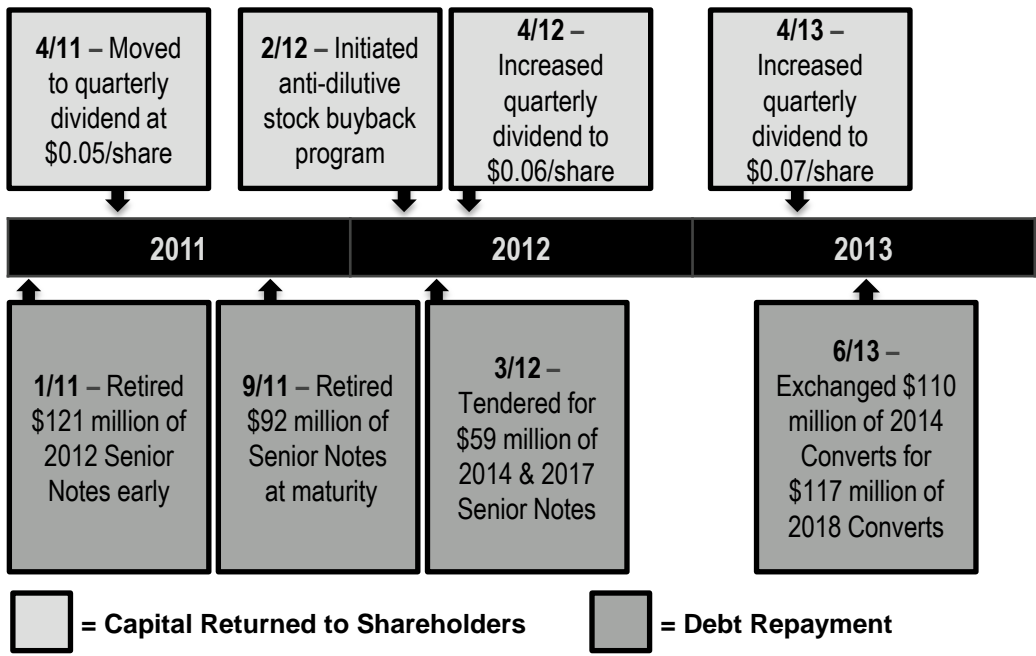 4/11 – Moved
to quarterly
dividend at
$0.05/share
2/12 – Initiated
anti-dilutive
stock buyback
program
4/12 –
Increased
quarterly
dividend to
$0.06/share
4/13 –
Increased
quarterly
dividend to
$0.07/share
2011
2012
2013
1/11 – Retired
$121 million of
2012 Senior
Notes early
9/11 – Retired
$92 million of
Senior Notes
at maturity
3/12 –
Tendered for
$59 million of
2014 & 2017
Senior Notes
6/13 –
Exchanged $110
million of 2014
Converts for
$117 million of
2018 Converts
= Capital Returned to Shareholders
= Debt Repayment